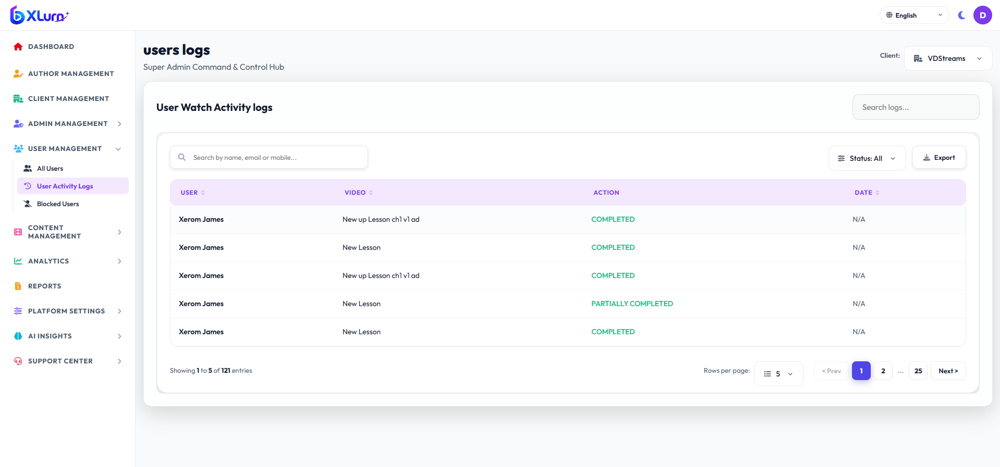 XLurn
English
D
DASHBOARD
AUTHOR MANAGEMENT
CLIENT MANAGEMENT
ADMIN MANAGEMENT
USER MANAGEMENT
All Users
User Activity Logs
Blocked Users
CONTENT
MANAGEMENT
ANALYTICS
REPORTS
PLATFORM SETTINGS
AI INSIGHTS
SUPPORT CENTER
users logs
Super Admin Command & Control Hub
Client: VDStreams
User Watch Activity logs
Search logs...
Search by name, email or mobile...
Status: All
Export
USER VIDEO ACTION DATE
Xerom James New up Lesson ch1 v1 ad COMPLETED N/A
Xerom James New Lesson COMPLETED N/A
Xerom James New up Lesson ch1 v1 ad COMPLETED N/A
Xerom James New Lesson PARTIALLY COMPLETED N/A
Xerom James New Lesson COMPLETED N/A
Showing 1 to 5 of 121 entries
Rows per page: 5
< Prev 1 2 ... 25 Next >